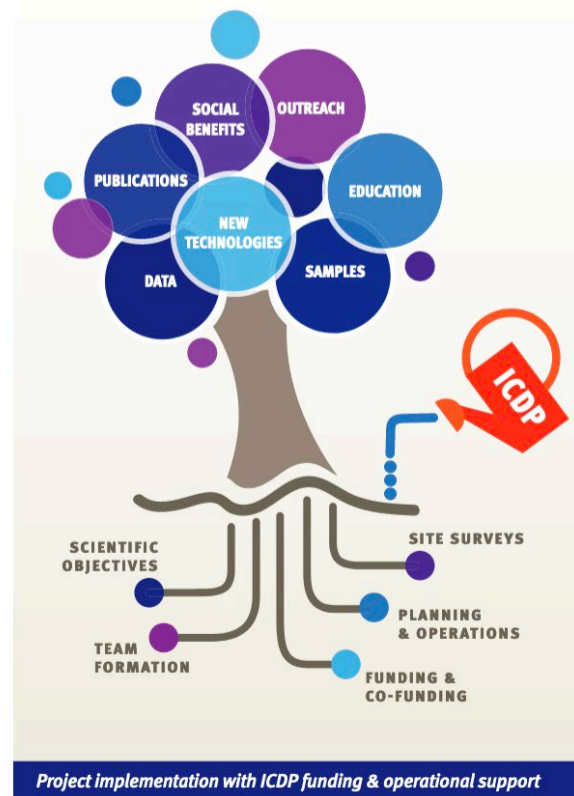 SOCIAL
BENEFITS
OUTREACH
PUBLICATIONS
EDUCATION
NEW
TECHNOLOGIES
DATA
SAMPLES
ICDP
SCIENTIFIC
OBJECTIVES
SITE SURVEYS
TEAM
FORMATION
PLANNING
& OPERATIONS
FUNDING &
CO-FUNDING
Project implementation with ICDP funding & operational support